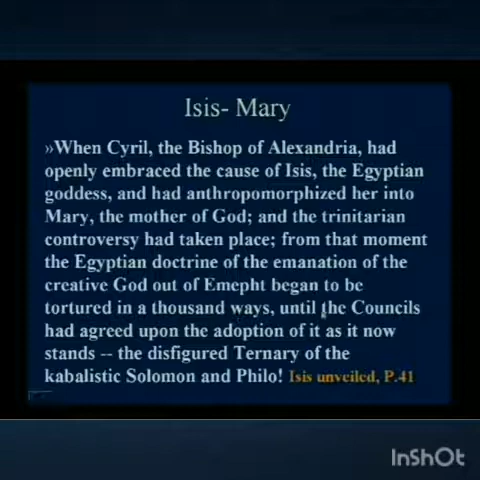 Isis- Mary
»When Cyril, the Bishop of Alexandria, had
openly embraced the cause of Isis, the Egyptian
goddess, and had anthropomorphized her into
Mary, the mother of God; and the trinitarian
controversy had taken place; from that moment
the Egyptian doctrine of the emanation of the
creative God out of Emepht began to be
tortured in a thousand ways, until the Councils
had agreed upon the adoption of it as it now
stands -- the disfigured Ternary of the
kabalistic Solomon and Philo! Isis unveiled, P.41
InShOt